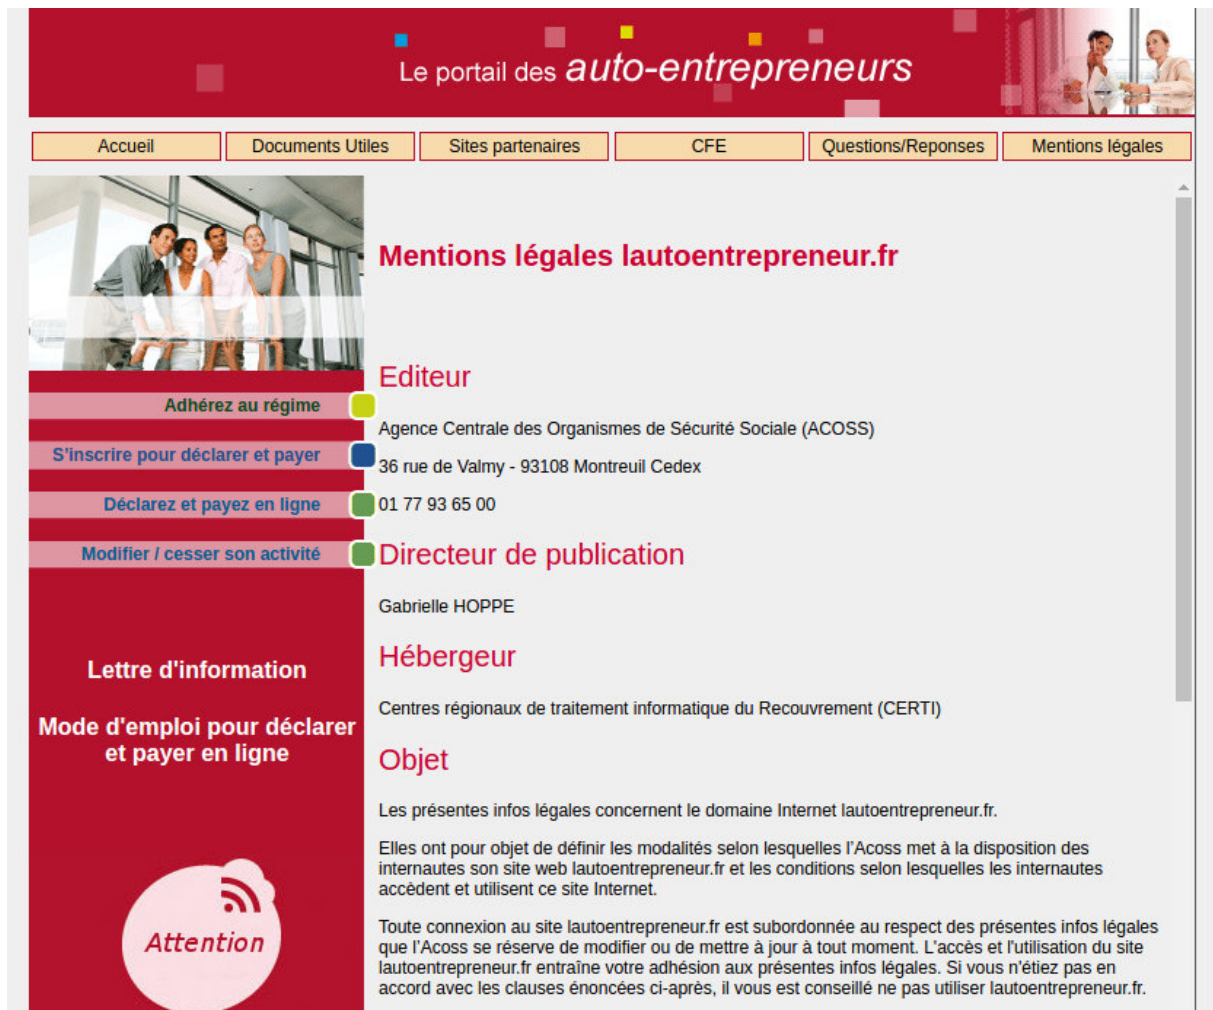 Le portail des auto-entrepreneurs
Accueil
Documents Utiles
Sites partenaires
CFE
Questions/Reponses
Mentions légales
Adhérez au régime
S'inscrire pour déclarer et payer
Déclarez et payez en ligne
Modifier / cesser son activité
Lettre d'information
Mode d'emploi pour déclarer
et payer en ligne
Attention
Mentions légales lautoentrepreneur.fr
Editeur
Agence Centrale des Organismes de Sécurité Sociale (ACOSS)
36 rue de Valmy - 93108 Montreuil Cedex
01 77 93 65 00
Directeur de publication
Gabrielle HOPPE
Hébergeur
Centres régionaux de traitement informatique du Recouvrement (CERTI)
Objet
Les présentes infos légales concernent le domaine Internet lautoentrepreneur.fr.
Elles ont pour objet de définir les modalités selon lesquelles l'Acoss met à la disposition des
internautes son site web lautoentrepreneur.fr et les conditions selon lesquelles les internautes
accèdent et utilisent ce site Internet.
Toute connexion au site lautoentrepreneur.fr est subordonnée au respect des présentes infos légales
que l'Acoss se réserve de modifier ou de mettre à jour à tout moment. L'accès et l'utilisation du site
lautoentrepreneur.fr entraîne votre adhésion aux présentes infos légales. Si vous n'étiez pas en
accord avec les clauses énoncées ci-après, il vous est conseillé ne pas utiliser lautoentrepreneur.fr.